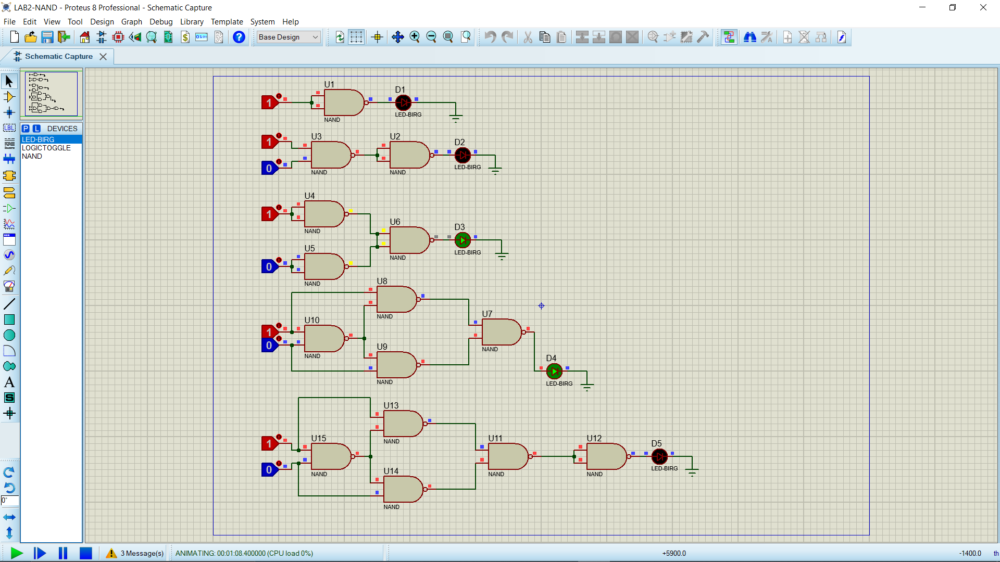 LAB2-NAND - Proteus 8 Professional - Schematic Capture
File Edit View Tool Design Graph Debug Library Template System Help
Base Design
Schematic Capture
P L DEVICES
LED-BIRG
LOGICTOGGLE
NAND
LBL
A
S
0°
U1
D1
1
LED-BIRG
NAND
U3
U2
D2
1
0
NAND
NAND
LED-BIRG
U4
1
NAND
U6
D3
NAND
LED-BIRG
U5
0
NAND
U8
NAND
U10
1
0
NAND
U7
NAND
U9
NAND
D4
LED-BIRG
U13
NAND
1
U15
0
NAND
U11
NAND
U12
NAND
D5
LED-BIRG
U14
NAND
3 Message(s)
ANIMATING: 00:01:08.400000 (CPU load 0%)
+5900.0
-1400.0
th